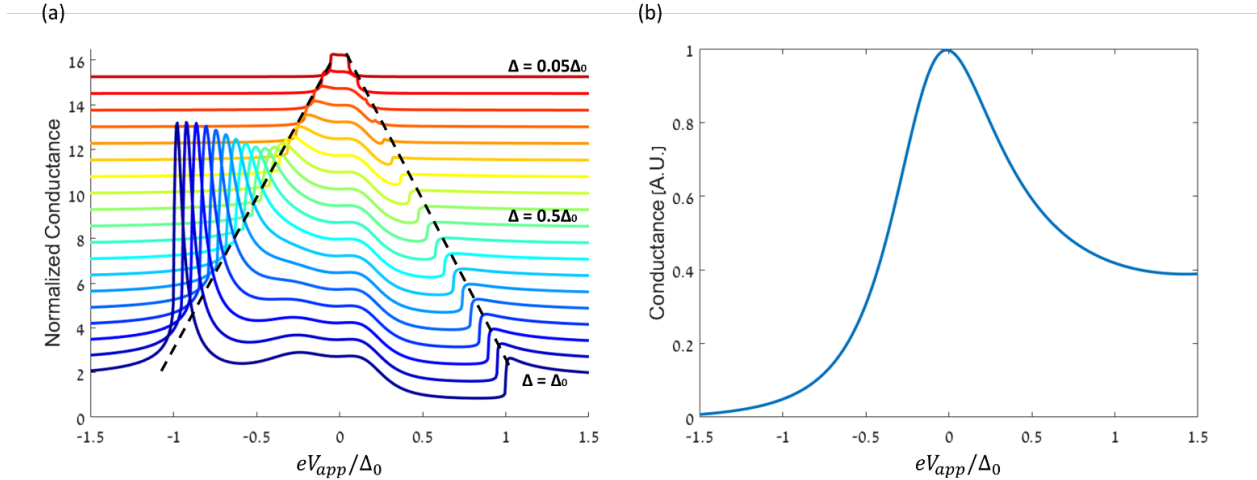 (a)
(b)
Normalized Conductance
16
14
12
10
8
6
4
2
0
Δ = 0.05Δ₀
Δ = 0.5Δ₀
Δ = Δ₀
-1.5 -1 -0.5 0 0.5 1 1.5
eVapp/Δ₀
Conductance [A.U.]
1
0.8
0.6
0.4
0.2
0
-1.5 -1 -0.5 0 0.5 1 1.5
eVapp/Δ₀